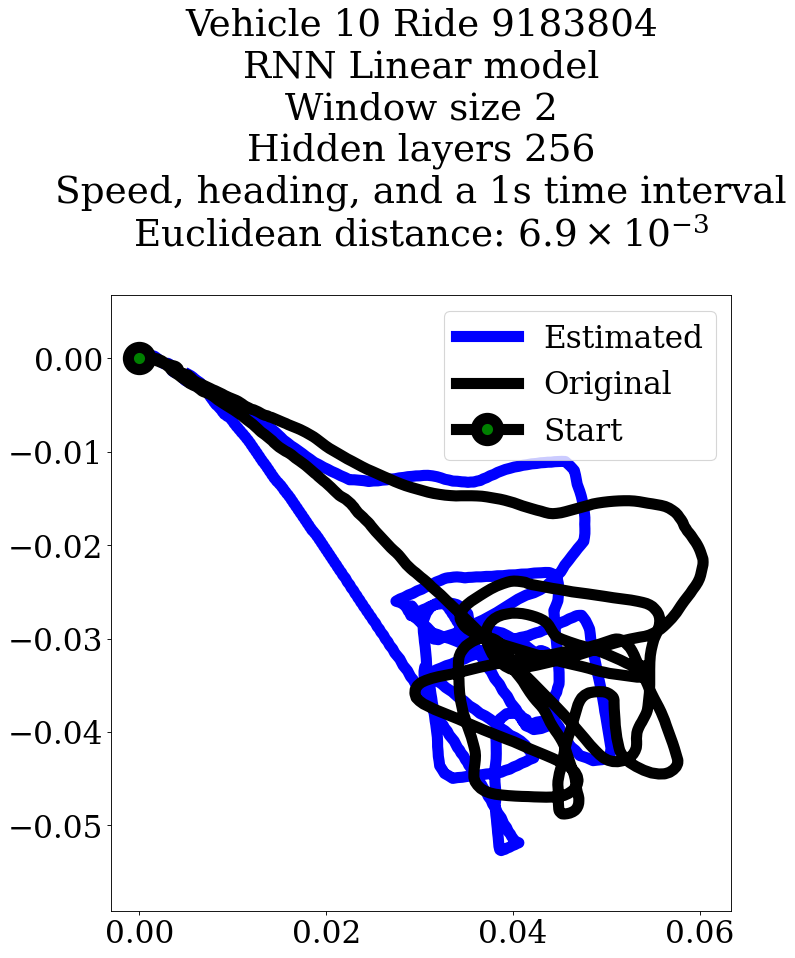 Vehicle 10 Ride 9183804
RNN Linear model
Window size 2
Hidden layers 256
Speed, heading, and a 1s time interval
Euclidean distance: 6.9 × 10⁻³
Estimated
Original
Start
0.00
−0.01
−0.02
−0.03
−0.04
−0.05
0.00 0.02 0.04 0.06